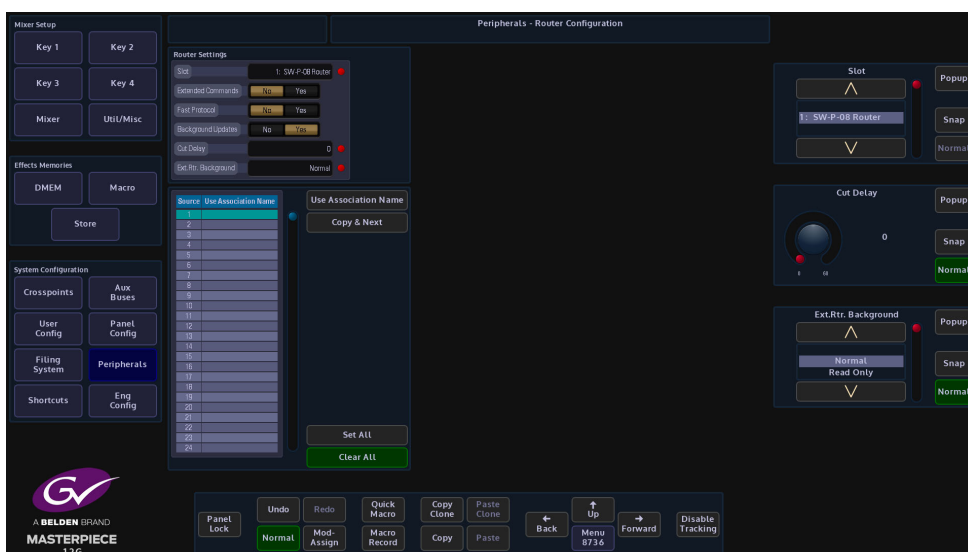 Mixer Setup
Key 1
Key 2
Key 3
Key 4
Mixer
Util/Misc
Effects Memories
DMEM
Macro
Store
System Configuration
Crosspoints
Aux
Buses
User
Config
Panel
Config
Filing
System
Peripherals
Shortcuts
Eng
Config
GV
A BELDEN BRAND
MASTERPIECE
12G
Peripherals - Router Configuration
Router Settings
Slot 1: SW-P-08 Router
Extended Commands No Yes
Fast Protocol No Yes
Background Updates No Yes
Cut Delay 0
Ext.Rtr. Background Normal
Source Use Association Name
1
2
3
4
5
6
7
8
9
10
11
12
13
14
15
16
17
18
19
20
21
22
23
24
Use Association Name
Copy & Next
Set All
Clear All
Slot
1: SW-P-08 Router
Popup
Snap
Normal
Cut Delay
0
0 60
Popup
Snap
Normal
Ext.Rtr. Background
Normal
Read Only
Popup
Snap
Normal
Panel
Lock
Undo
Redo
Normal
Mod-
Assign
Quick
Macro
Macro
Record
Copy
Clone
Paste
Clone
Copy
Paste
Back
Up
Menu
8736
Forward
Disable
Tracking